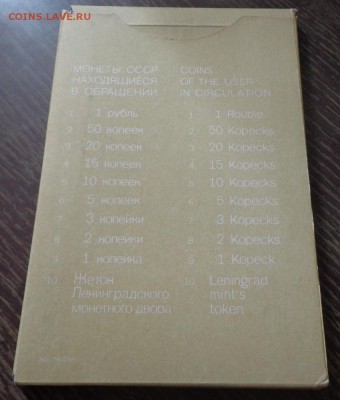 COINS.LAVE.RU
МОНЕТЫ СССР
НАХОДЯЩИЕСЯ
В ОБРАЩЕНИИ
1 1 рубль
2 50 копеек
3 20 копеек
4 15 копеек
5 10 копеек
6 5 копеек
7 3 копейки
8 2 копейки
9 1 копейка
10 Жетон
Ленинградского
монетного двора
COINS
OF THE USSR
IN CIRCULATION
1 1 Rouble
2 50 Kopecks
3 20 Kopecks
4 15 Kopecks
5 10 Kopecks
6 5 Kopecks
7 3 Kopecks
8 2 Kopecks
9 1 Kopeck
10 Leningrad
mint's
token